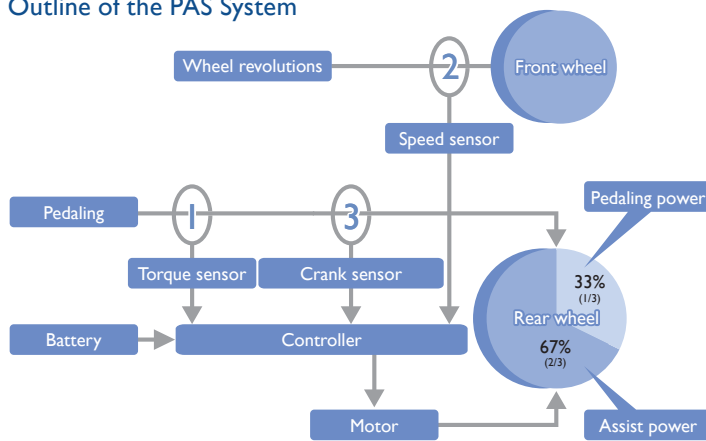 Outline of the PAS System
Wheel revolutions
2
Front wheel
Speed sensor
Pedaling
1
3
Pedaling power
Torque sensor
Crank sensor
33%
(1/3)
Rear wheel
Battery
Controller
67%
(2/3)
Motor
Assist power